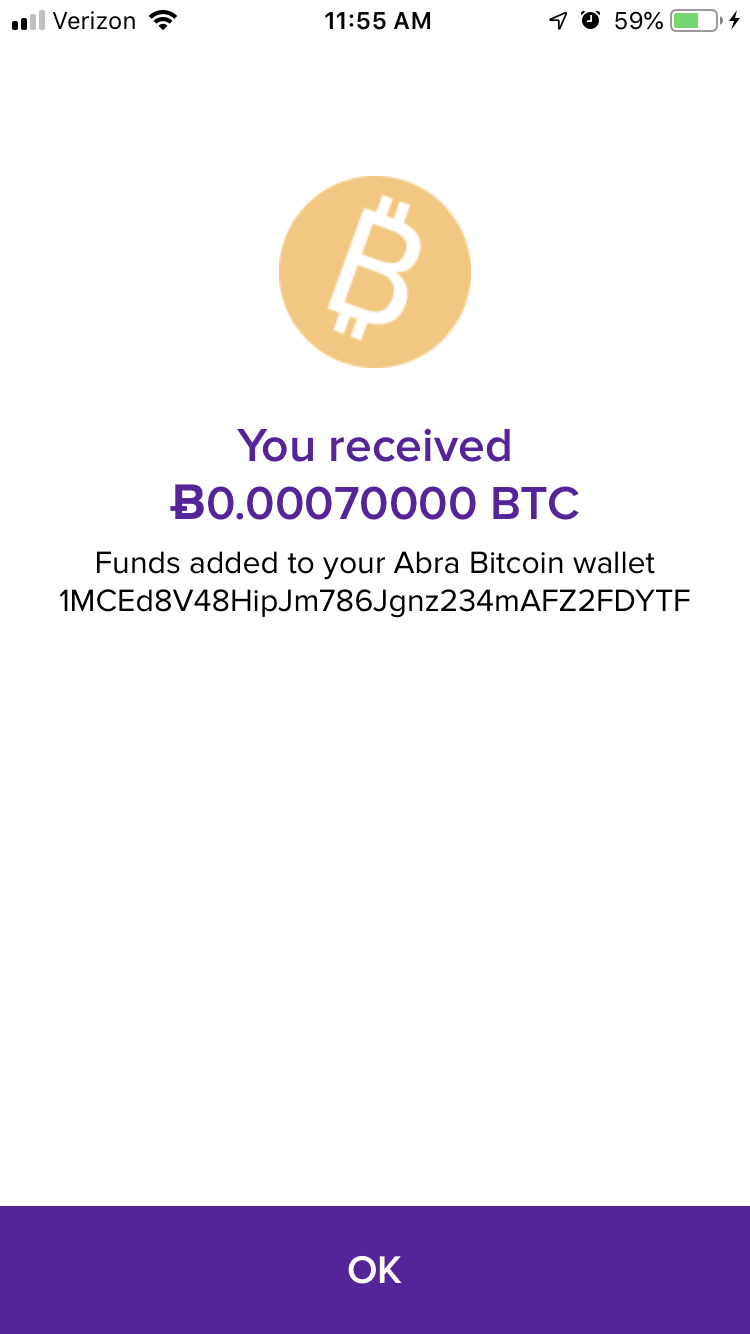 Verizon 11:55 AM 59%
You received
Ƀ0.00070000 BTC
Funds added to your Abra Bitcoin wallet
1MCEd8V48HipJm786Jgnz234mAFZ2FDYTF
OK